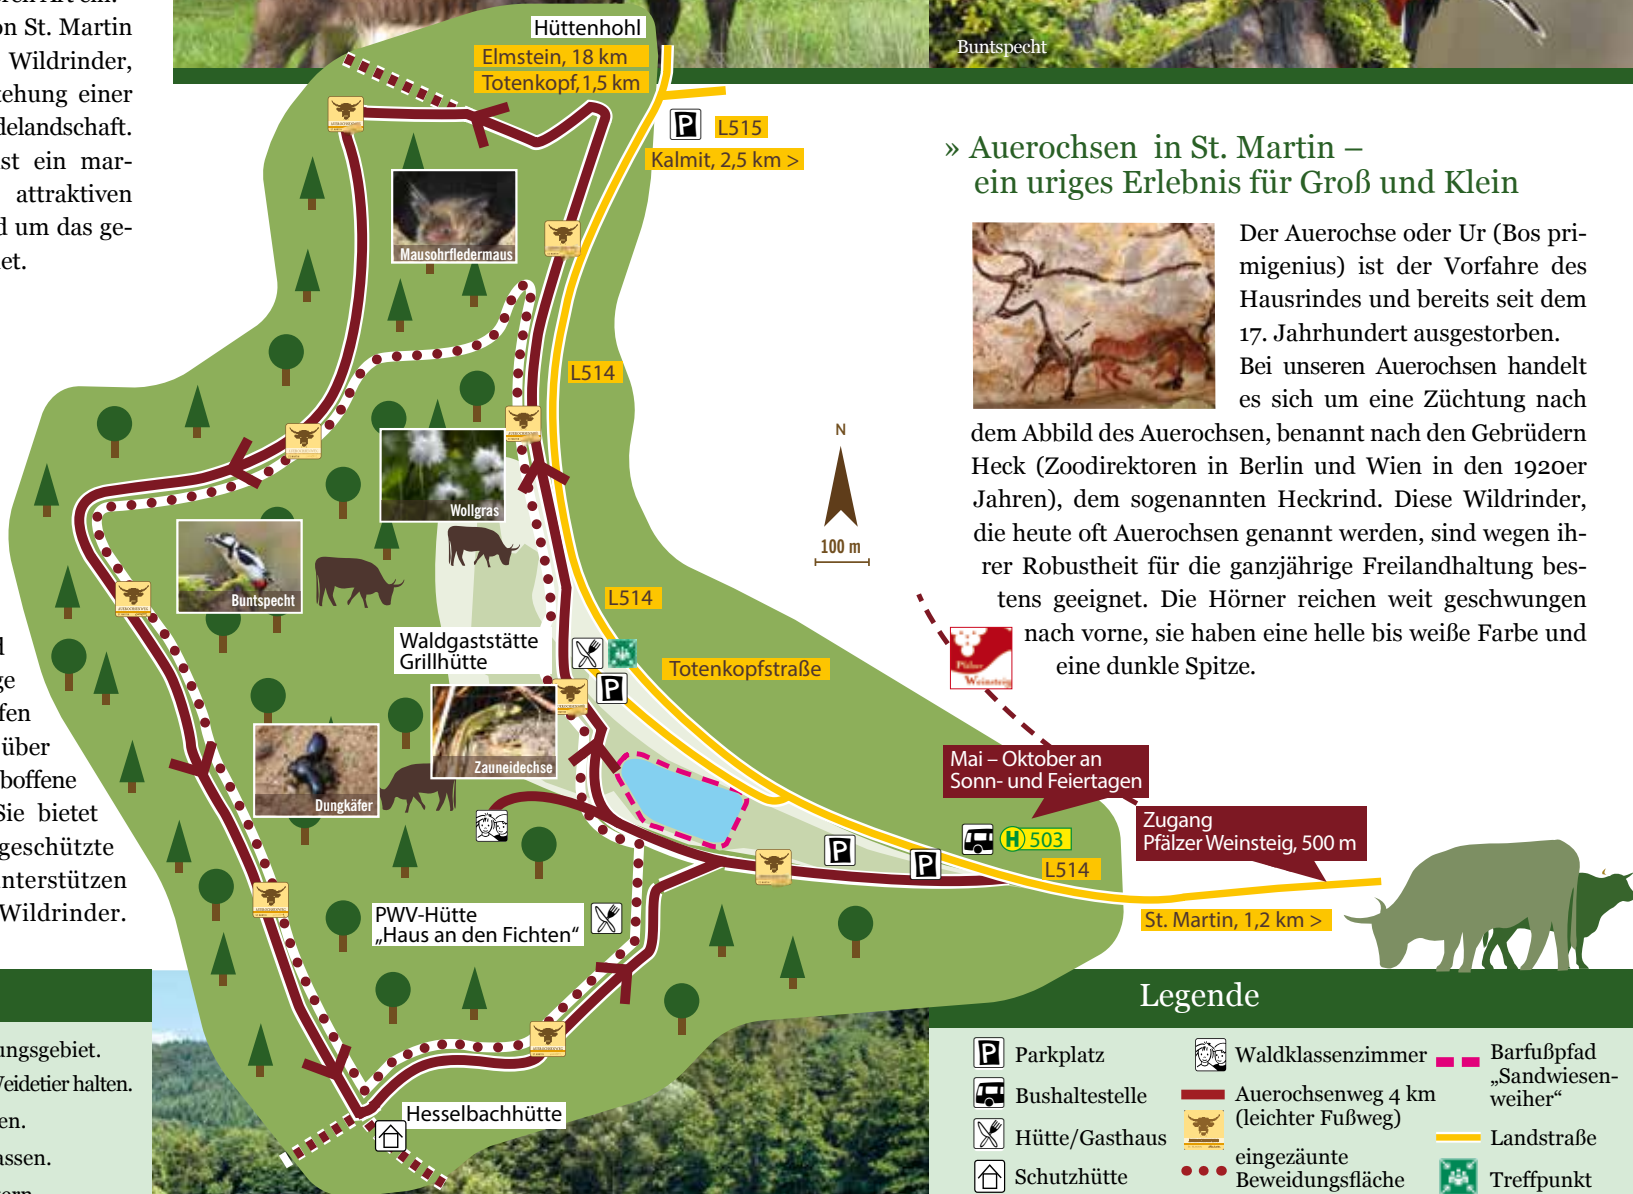 on St. Martin
Wildrinder,
ehung einer
delandschaft.
st ein mar-
attraktiven
d um das ge-
et.
über
boffene
Sie bietet
geschützte
nterstützen
Wildrinder.
ungsgebiet.
Weidetier halten.
en.
assen.
Buntspecht
Hüttenhohl
Elmstein, 18 km
Totenkopf, 1,5 km
P
L515
Kalmit, 2,5 km >
Mausohrfledermaus
L514
Wollgras
Buntspecht
L514
Waldgaststätte
Grillhütte
P
Totenkopfstraße
Zauneidechse
Dungkäfer
N
100 m
Pfälzer
Weinsteig
Mai – Oktober an
Sonn- und Feiertagen
H 503
Zugang
Pfälzer Weinsteig, 500 m
P
P
L514
St. Martin, 1,2 km >
PWV-Hütte
„Haus an den Fichten“
Hesselbachhütte
» Auerochsen in St. Martin –
ein uriges Erlebnis für Groß und Klein
Der Auerochse oder Ur (Bos pri-
migenius) ist der Vorfahre des
Hausrindes und bereits seit dem
17. Jahrhundert ausgestorben.
Bei unseren Auerochsen handelt
es sich um eine Züchtung nach
dem Abbild des Auerochsen, benannt nach den Gebrüdern
Heck (Zoodirektoren in Berlin und Wien in den 1920er
Jahren), dem sogenannten Heckrind. Diese Wildrinder,
die heute oft Auerochsen genannt werden, sind wegen ih-
rer Robustheit für die ganzjährige Freilandhaltung bes-
tens geeignet. Die Hörner reichen weit geschwungen
nach vorne, sie haben eine helle bis weiße Farbe und
eine dunkle Spitze.
Legende
P Parkplatz
Bushaltestelle
Hütte/Gasthaus
Schutzhütte
Waldklassenzimmer
Auerochsenweg 4 km
(leichter Fußweg)
eingezäunte
Beweidungsfläche
Barfußpfad
„Sandwiesen-
weiher“
Landstraße
Treffpunkt